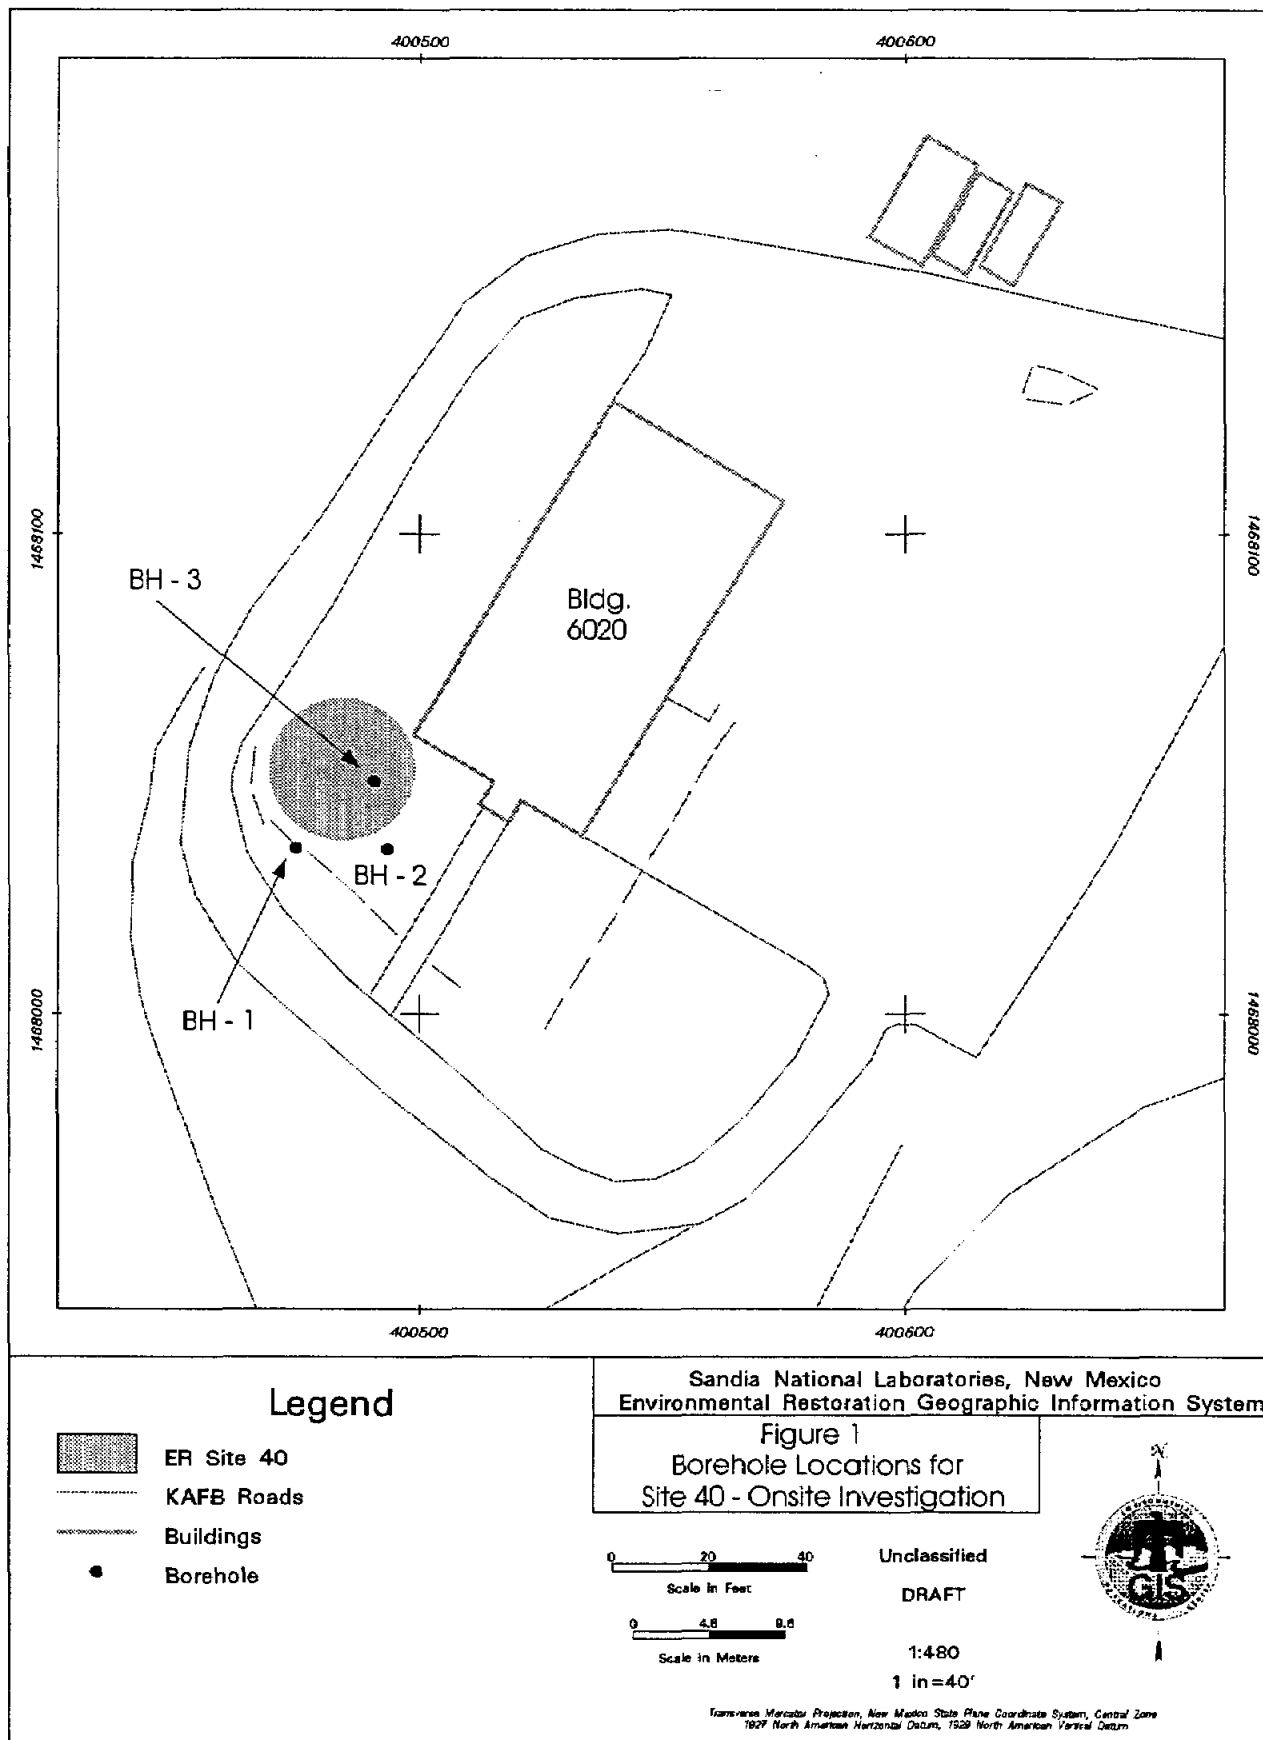 400500 400600
1468100
1468100
BH - 3
Bldg.
6020
BH - 2
BH - 1
1468000
1468000
400500 400600
Legend
ER Site 40
KAFB Roads
Buildings
Borehole
Sandia National Laboratories, New Mexico
Environmental Restoration Geographic Information System
Figure 1
Borehole Locations for
Site 40 - Onsite Investigation
0 20 40
Scale in Feet
0 4.8 9.6
Scale in Meters
Unclassified
DRAFT
1:480
1 in=40'
N
GIS
Transverse Mercator Projection, New Mexico State Plane Coordinate System, Central Zone
1927 North American Horizontal Datum, 1929 North American Vertical Datum